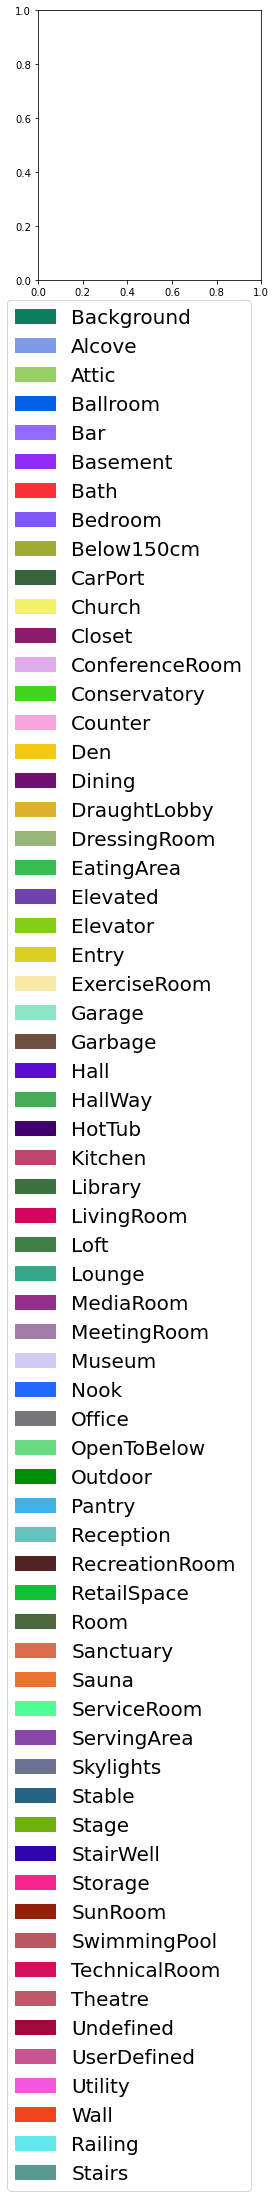 1.0
0.8
0.6
0.4
0.2
0.0
0.0 0.2 0.4 0.6 0.8 1.0
Background
Alcove
Attic
Ballroom
Bar
Basement
Bath
Bedroom
Below150cm
CarPort
Church
Closet
ConferenceRoom
Conservatory
Counter
Den
Dining
DraughtLobby
DressingRoom
EatingArea
Elevated
Elevator
Entry
ExerciseRoom
Garage
Garbage
Hall
HallWay
HotTub
Kitchen
Library
LivingRoom
Loft
Lounge
MediaRoom
MeetingRoom
Museum
Nook
Office
OpenToBelow
Outdoor
Pantry
Reception
RecreationRoom
RetailSpace
Room
Sanctuary
Sauna
ServiceRoom
ServingArea
Skylights
Stable
Stage
StairWell
Storage
SunRoom
SwimmingPool
TechnicalRoom
Theatre
Undefined
UserDefined
Utility
Wall
Railing
Stairs